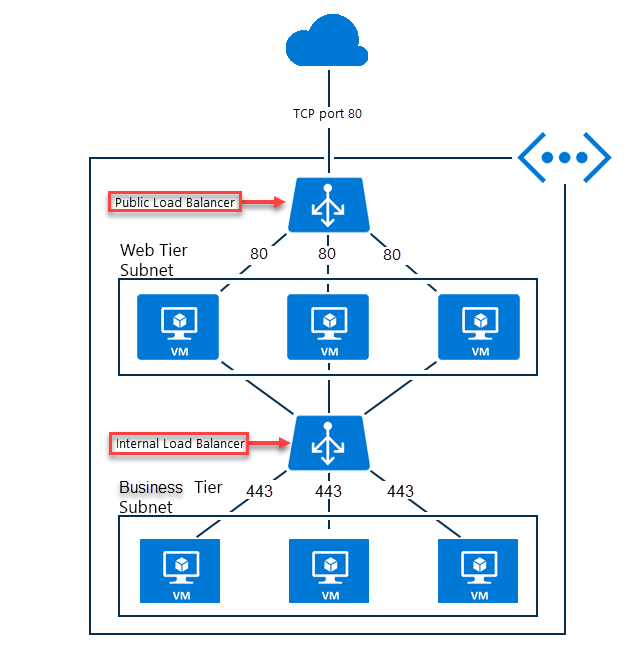 TCP port 80
Public Load Balancer
Web Tier
Subnet
80 80 80
VM VM VM
Internal Load Balancer
Business Tier
Subnet
443 443 443
VM VM VM